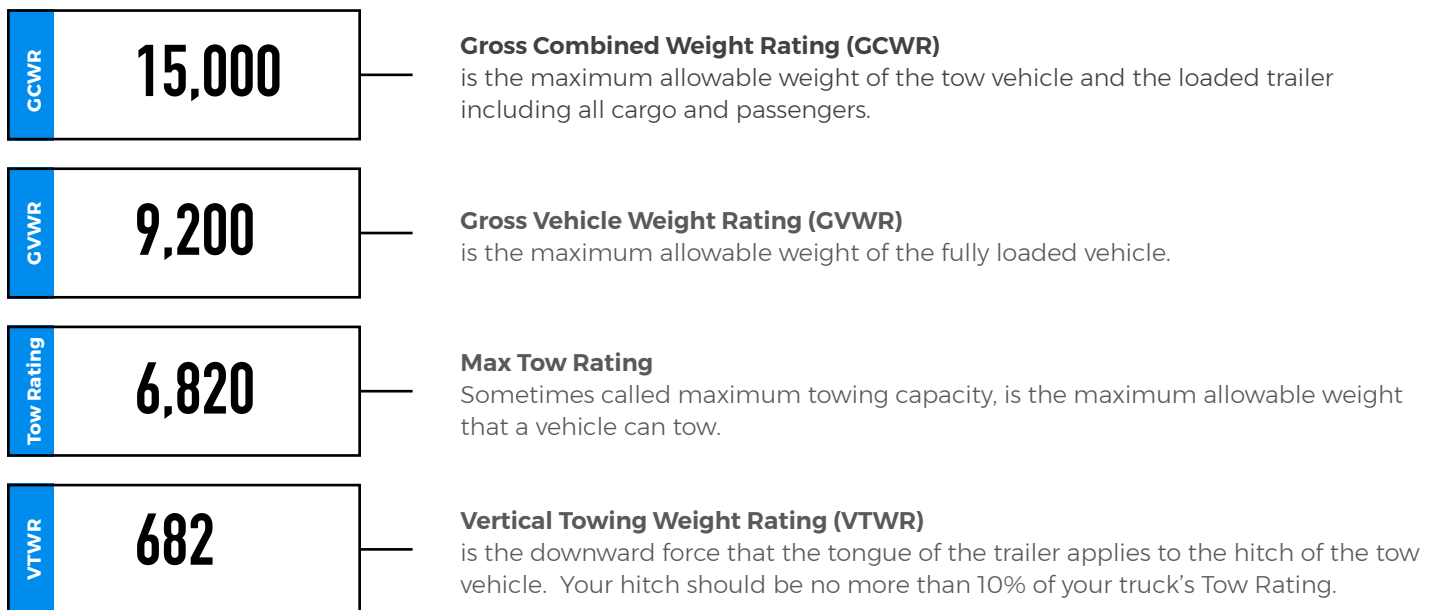 GCWR
15,000
Gross Combined Weight Rating (GCWR)
is the maximum allowable weight of the tow vehicle and the loaded trailer
including all cargo and passengers.
GVWR
9,200
Gross Vehicle Weight Rating (GVWR)
is the maximum allowable weight of the fully loaded vehicle.
Tow Rating
6,820
Max Tow Rating
Sometimes called maximum towing capacity, is the maximum allowable weight
that a vehicle can tow.
VTWR
682
Vertical Towing Weight Rating (VTWR)
is the downward force that the tongue of the trailer applies to the hitch of the tow
vehicle.  Your hitch should be no more than 10% of your truck's Tow Rating.